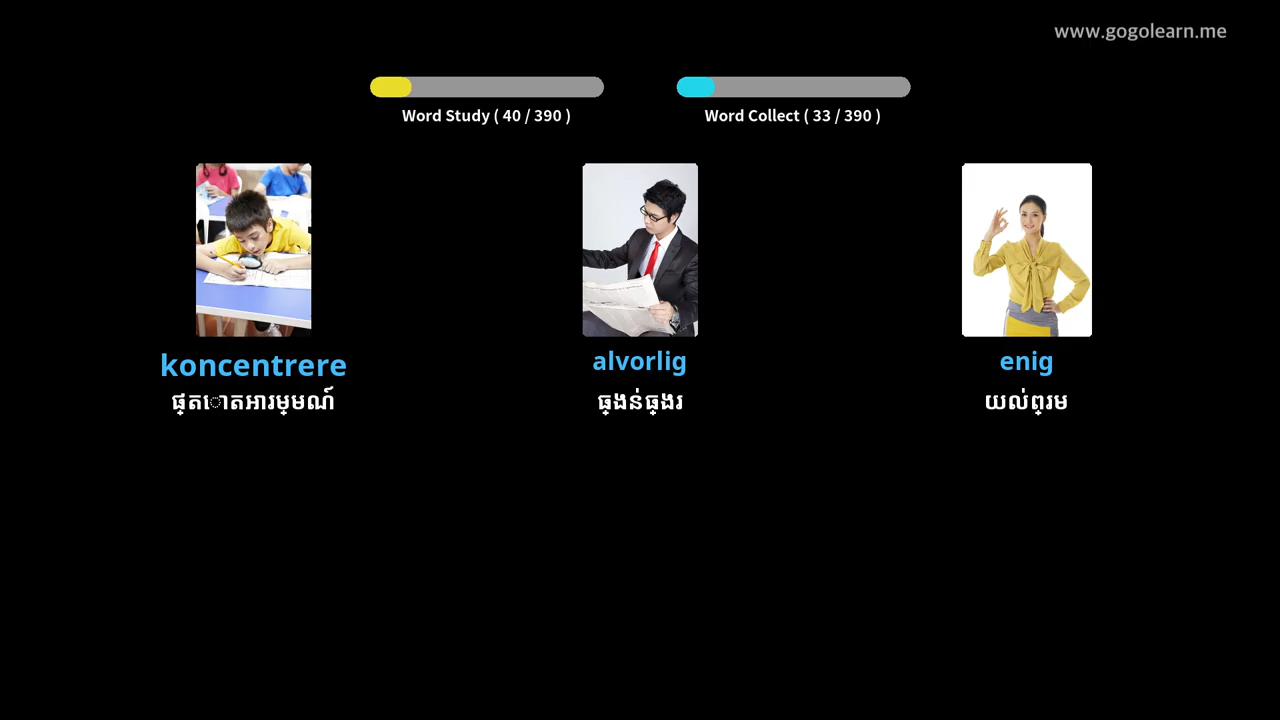 www.gogolearn.me
Word Study ( 40 / 390 )
Word Collect ( 33 / 390 )
koncentrere
alvorlig
enig
ផ្តោតអារម្មណ៍
ធ្ងន់ធ្ងរ
យល់ព្រម